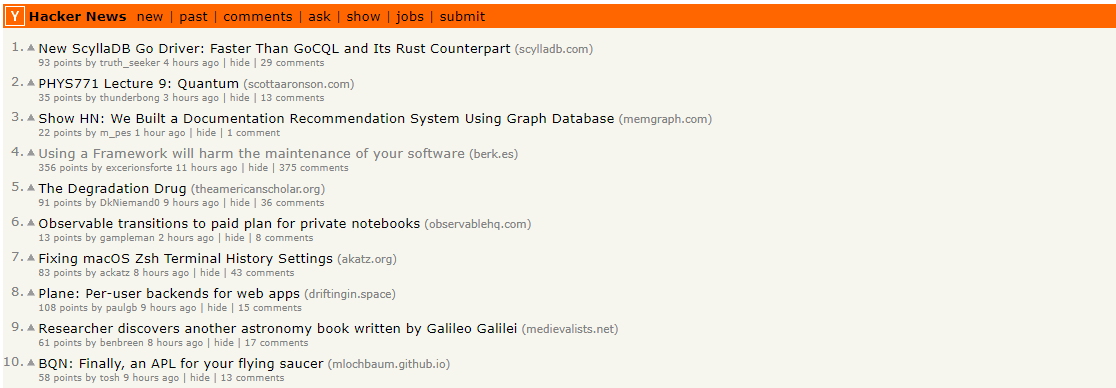 Y Hacker News new | past | comments | ask | show | jobs | submit
1. New ScyllaDB Go Driver: Faster Than GoCQL and Its Rust Counterpart (scylladb.com)
93 points by truth_seeker 4 hours ago | hide | 29 comments
2. PHYS771 Lecture 9: Quantum (scottaaronson.com)
35 points by thunderbong 3 hours ago | hide | 13 comments
3. Show HN: We Built a Documentation Recommendation System Using Graph Database (memgraph.com)
22 points by m_pes 1 hour ago | hide | 1 comment
4. Using a Framework will harm the maintenance of your software (berk.es)
356 points by excerionsforte 11 hours ago | hide | 375 comments
5. The Degradation Drug (theamericanscholar.org)
91 points by DkNiemand0 9 hours ago | hide | 36 comments
6. Observable transitions to paid plan for private notebooks (observablehq.com)
13 points by gampleman 2 hours ago | hide | 8 comments
7. Fixing macOS Zsh Terminal History Settings (akatz.org)
83 points by ackatz 8 hours ago | hide | 43 comments
8. Plane: Per-user backends for web apps (driftingin.space)
108 points by paulgb 9 hours ago | hide | 15 comments
9. Researcher discovers another astronomy book written by Galileo Galilei (medievalists.net)
61 points by benbreen 8 hours ago | hide | 17 comments
10. BQN: Finally, an APL for your flying saucer (mlochbaum.github.io)
58 points by tosh 9 hours ago | hide | 13 comments